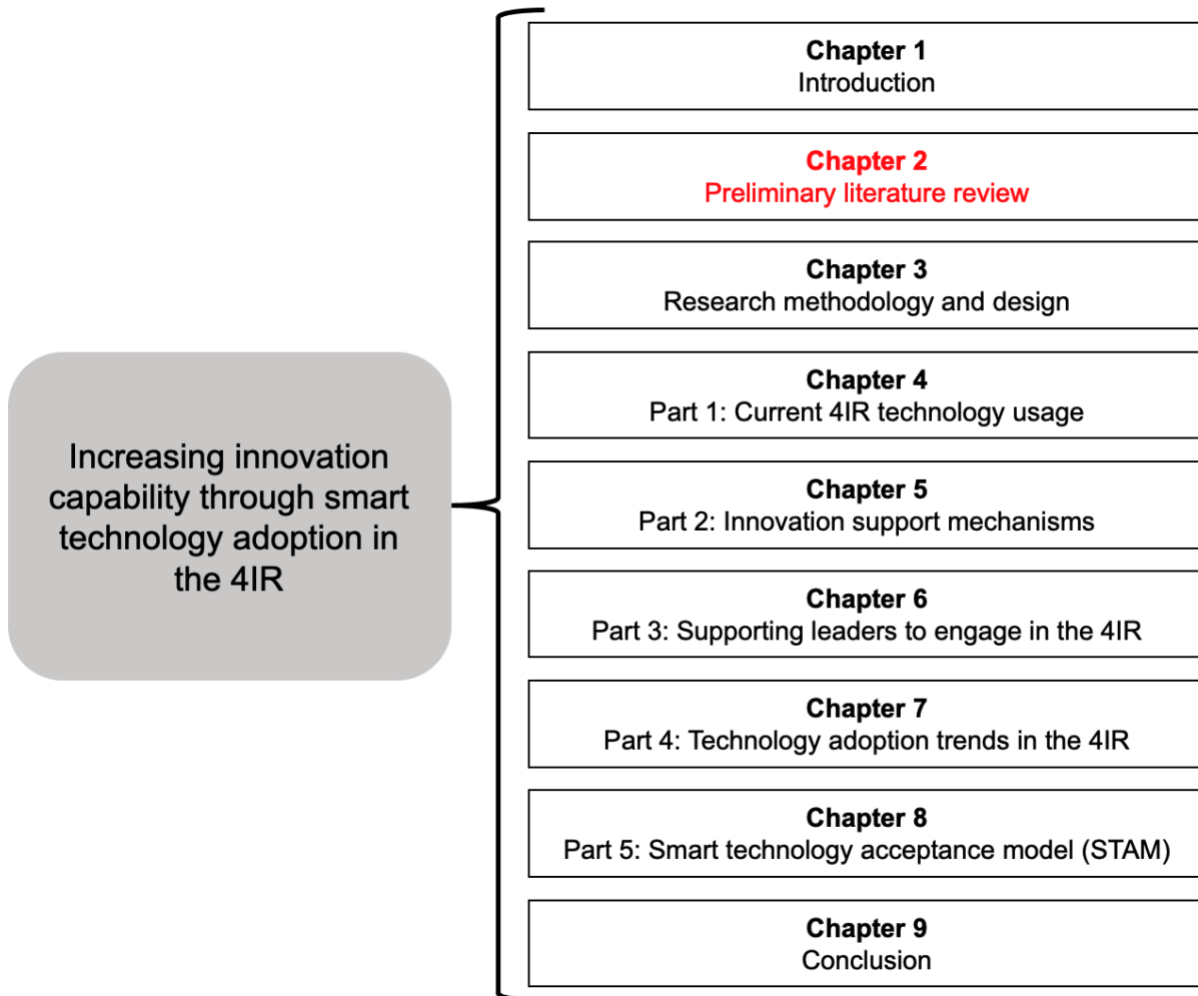 Increasing innovation
capability through smart
technology adoption in
the 4IR
Chapter 1
Introduction
Chapter 2
Preliminary literature review
Chapter 3
Research methodology and design
Chapter 4
Part 1: Current 4IR technology usage
Chapter 5
Part 2: Innovation support mechanisms
Chapter 6
Part 3: Supporting leaders to engage in the 4IR
Chapter 7
Part 4: Technology adoption trends in the 4IR
Chapter 8
Part 5: Smart technology acceptance model (STAM)
Chapter 9
Conclusion